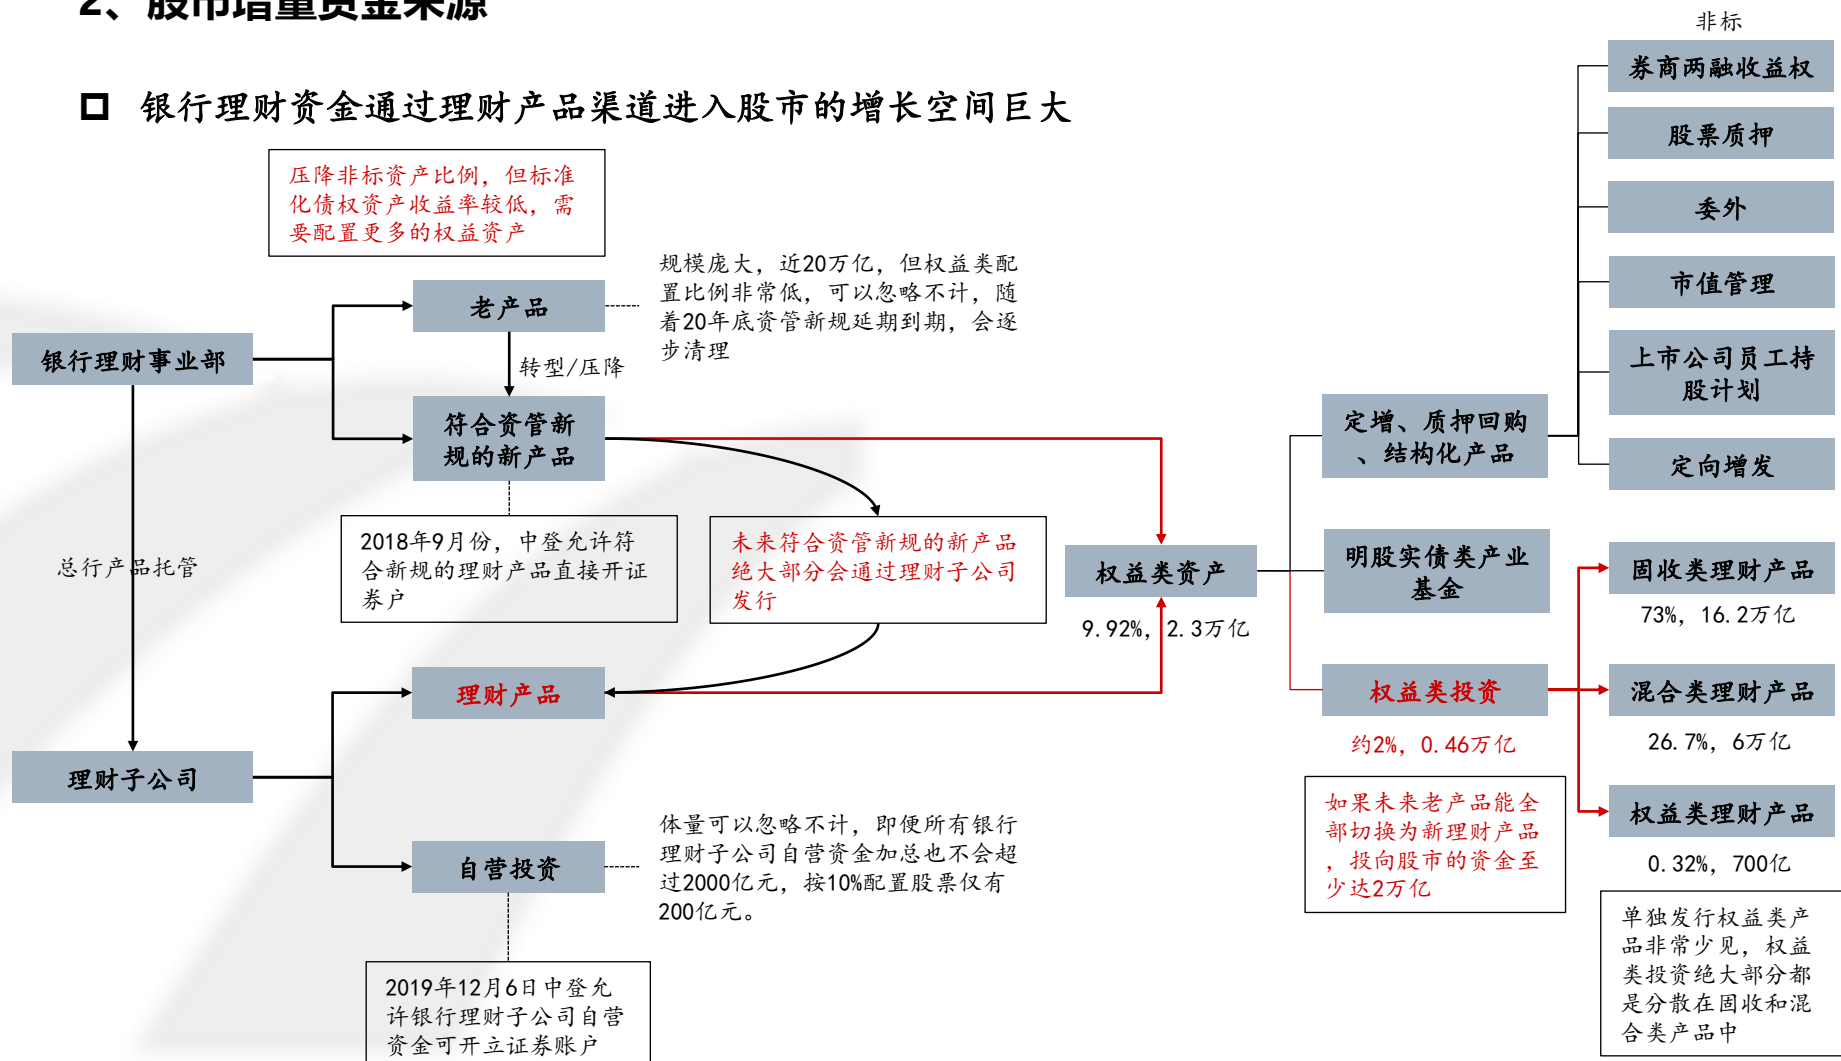 2、股市增量资金来源
银行理财资金通过理财产品渠道进入股市的增长空间巨大
压降非标资产比例，但标准
化债权资产收益率较低，需
要配置更多的权益资产
老产品
规模庞大，近20万亿，但权益类配
置比例非常低，可以忽略不计，随
着20年底资管新规延期到期，会逐
步清理
银行理财事业部
转型/压降
符合资管新
规的新产品
2018年9月份，中登允许符
合新规的理财产品直接开证
券户
未来符合资管新规的新产品
绝大部分会通过理财子公司
发行
总行产品托管
理财产品
理财子公司
自营投资
体量可以忽略不计，即便所有银行
理财子公司自营资金加总也不会超
过2000亿元，按10%配置股票仅有
200亿元。
2019年12月6日中登允
许银行理财子公司自营
资金可开立证券账户
权益类资产
9.92%，2.3万亿
定增、质押回购
、结构化产品
明股实债类产业
基金
权益类投资
约2%，0.46万亿
如果未来老产品能全
部切换为新理财产品
，投向股市的资金至
少达2万亿
非标
券商两融收益权
股票质押
委外
市值管理
上市公司员工持
股计划
定向增发
固收类理财产品
73%，16.2万亿
混合类理财产品
26.7%，6万亿
权益类理财产品
0.32%，700亿
单独发行权益类产
品非常少见，权益
类投资绝大部分都
是分散在固收和混
合类产品中